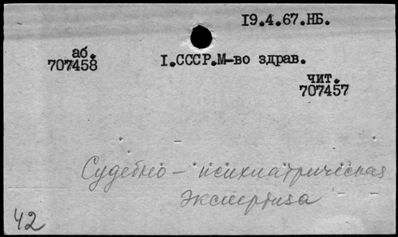 19.4.67.НБ.
аб.
707458
I.СССР.М-во здрав.
чит.
707457
Судебно - психиатрическая
экспертиза
42